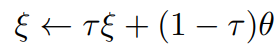 ξ ← τξ + (1 − τ)θ